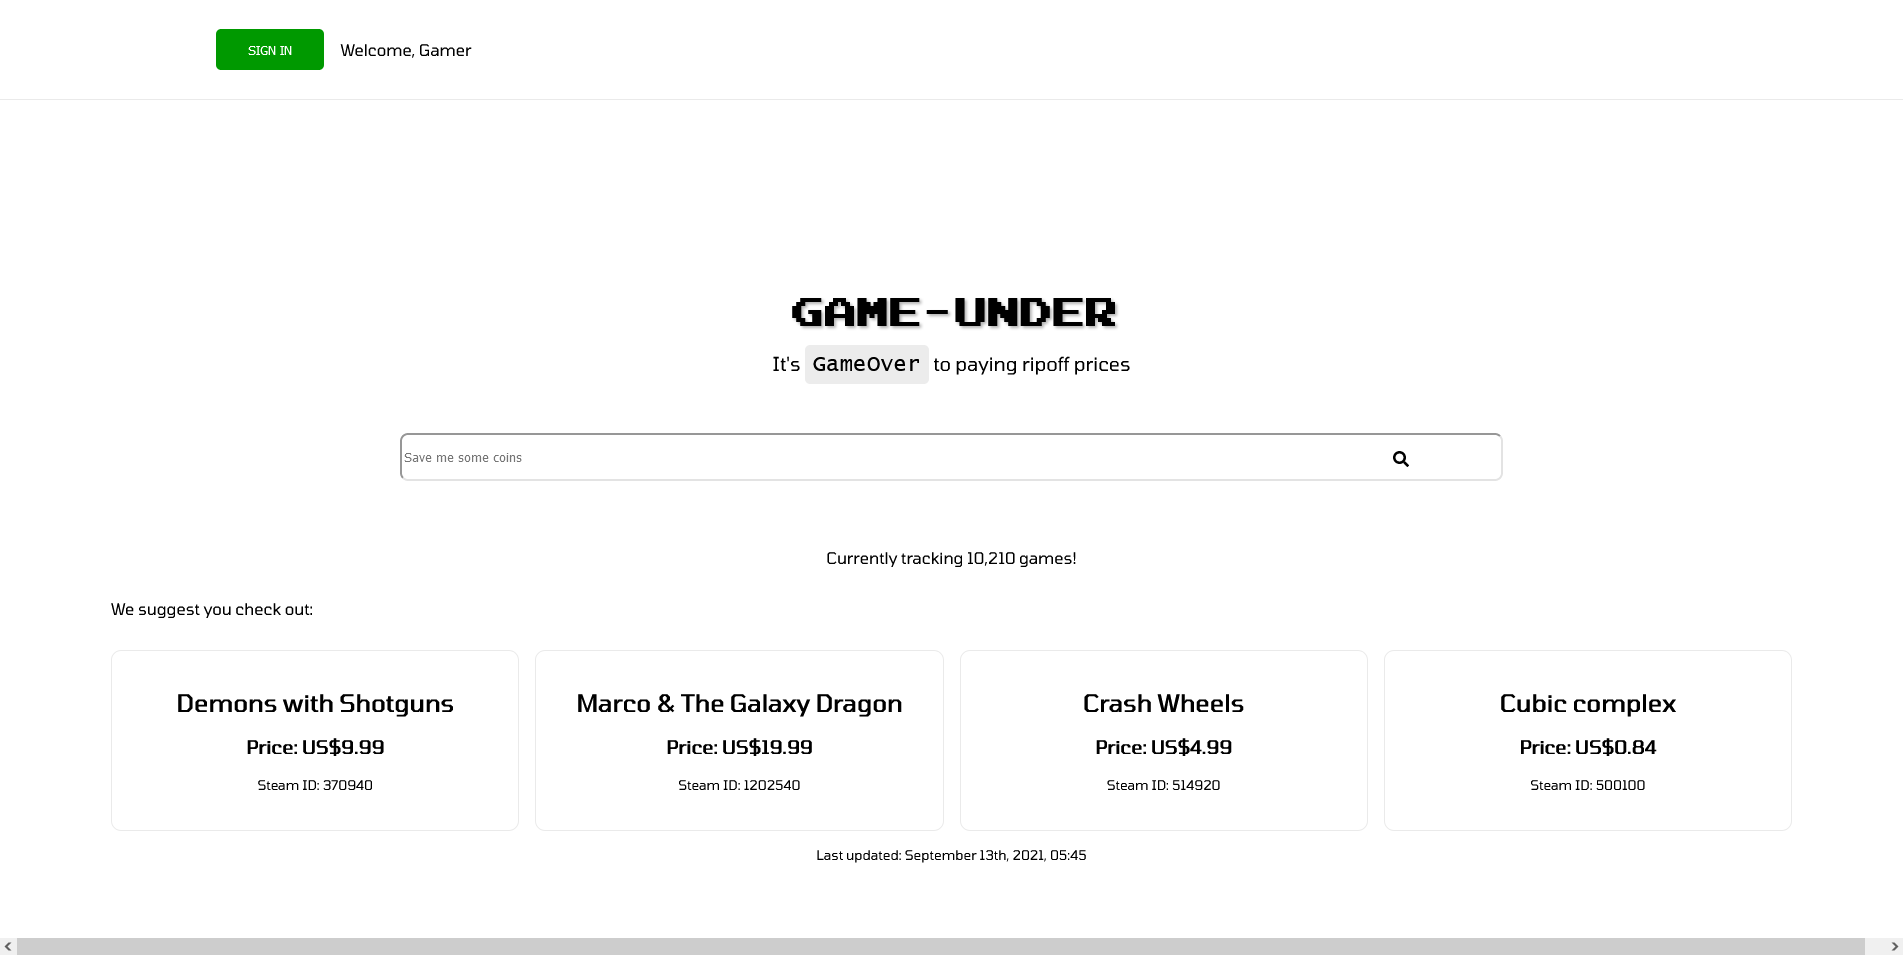 SIGN IN Welcome, Gamer
GAME-UNDER
It's GameOver to paying ripoff prices
Save me some coins
Currently tracking 10,210 games!
We suggest you check out:
Demons with Shotguns
Price: US$9.99
Steam ID: 370940
Marco & The Galaxy Dragon
Price: US$19.99
Steam ID: 1202540
Crash Wheels
Price: US$4.99
Steam ID: 514920
Cubic complex
Price: US$0.84
Steam ID: 500100
Last updated: September 13th, 2021, 05:45